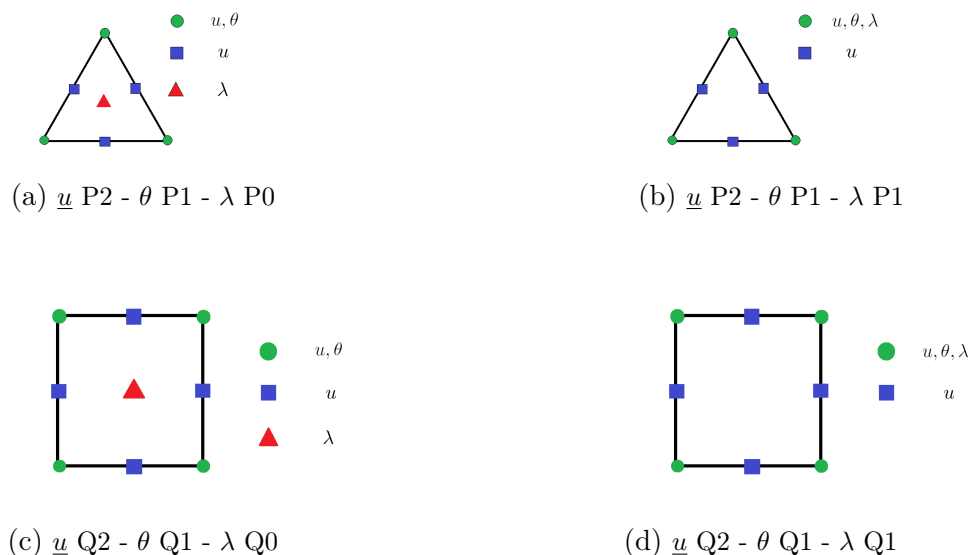 u, θ
u
λ
(a) u P2 - θ P1 - λ P0
u, θ, λ
u
(b) u P2 - θ P1 - λ P1
u, θ
u
λ
(c) u Q2 - θ Q1 - λ Q0
u, θ, λ
u
(d) u Q2 - θ Q1 - λ Q1